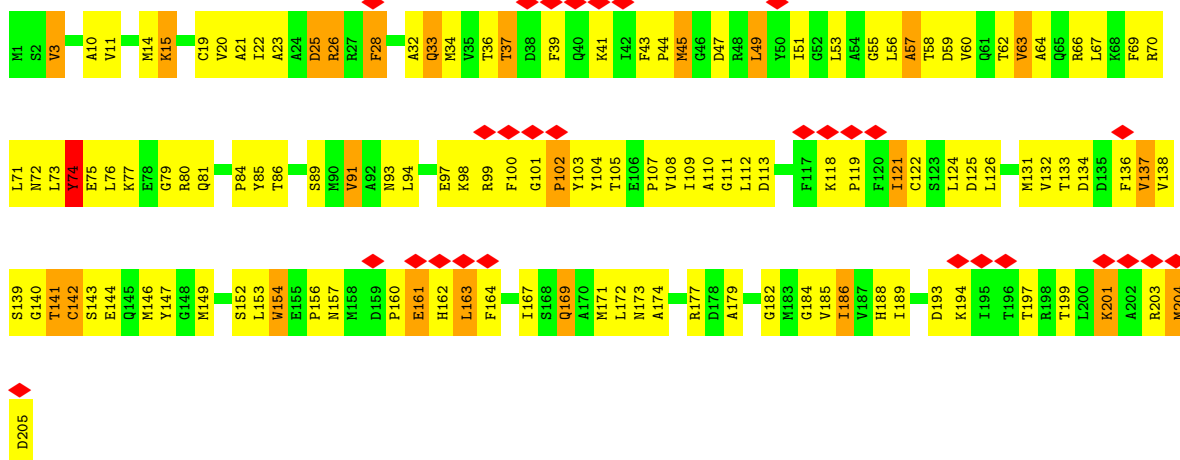 M1 S2 V3 A10 V11 M14 K15 C19 V20 A21 I22 A23 A24 D25 R26 R27 F28 A32 Q33 M34 V35 T36 T37 D38 F39 Q40 K41 I42 F43 P44 M45 G46 D47 R48 L49 Y50 I51 G52 L53 A54 G55 L56 A57 T58 D59 V60 Q61 T62 V63 A64 Q65 R66 L67 K68 F69 R70
L71 N72 L73 Y74 E75 L76 K77 E78 G79 R80 Q81 P84 Y85 T86 S89 M90 V91 A92 N93 L94 E97 K98 R99 F100 G101 P102 Y103 Y104 T105 E106 P107 V108 I109 A110 G111 L112 D113 F117 K118 P119 F120 I121 C122 S123 L124 D125 L126 M131 V132 T133 D134 D135 F136 V137 V138
S139 G140 T141 C142 S143 E144 Q145 M146 Y147 G148 M149 S152 L153 W154 E155 P156 N157 M158 D159 P160 E161 H162 L163 F164 I167 S168 Q169 A170 M171 L172 N173 A174 R177 D178 A179 G182 M183 G184 V185 I186 V187 H188 I189 D193 K194 I195 T196 T197 R198 T199 L200 K201 A202 R203 M204
D205